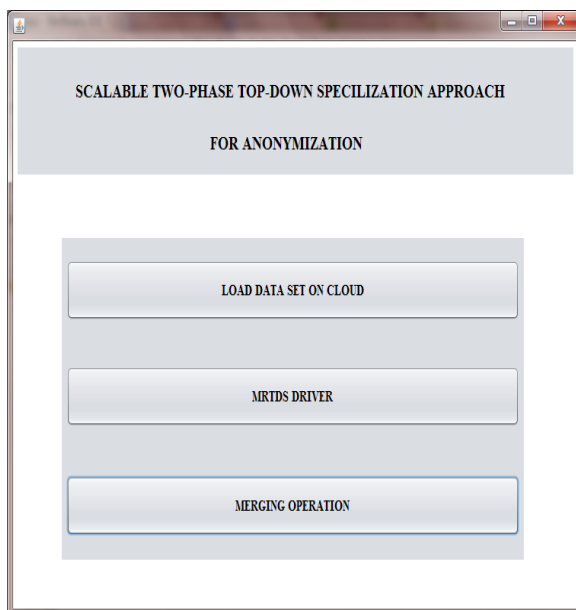 SCALABLE TWO-PHASE TOP-DOWN SPECILIZATION APPROACH
FOR ANONYMIZATION
LOAD DATA SET ON CLOUD
MRTDS DRIVER
MERGING OPERATION